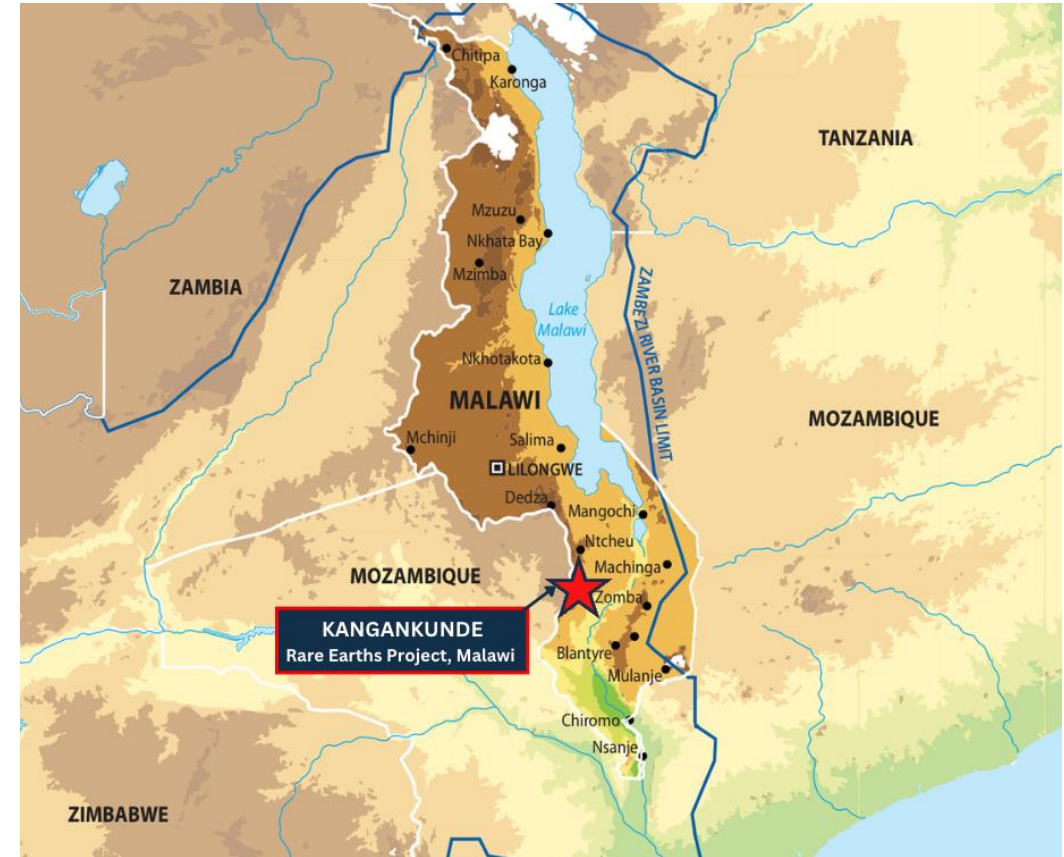 Chitipa
Karonga
TANZANIA
Mzuzu
Nkhata Bay
Mzimba
ZAMBIA
Lake
Malawi
ZAMBEZI RIVER BASIN LIMIT
Nkhotakota
MALAWI
MOZAMBIQUE
Mchinji
Salima
LILONGWE
Dedza
Mangochi
Ntcheu
Machinga
MOZAMBIQUE
Zomba
KANGANKUNDE
Rare Earths Project, Malawi
Blantyre
Mulanje
Chiromo
Nsanje
ZIMBABWE